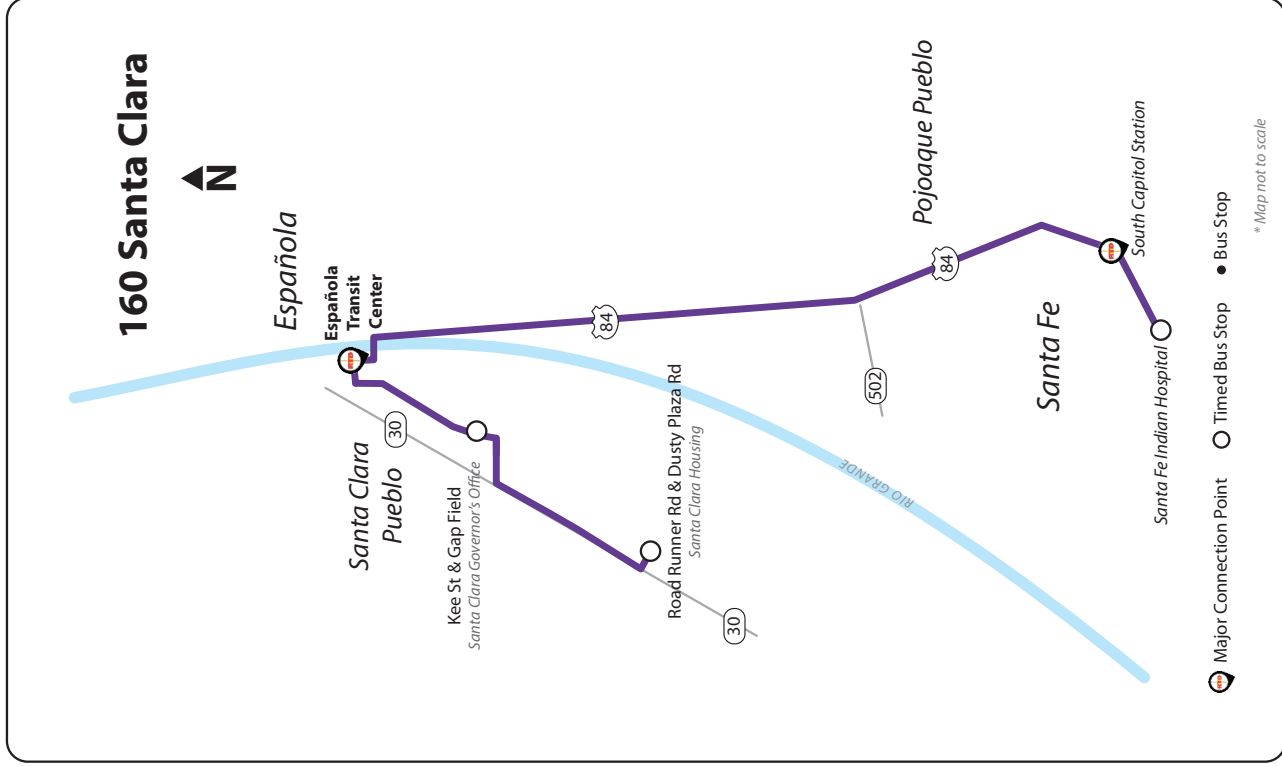 160 Santa Clara
N
Española
Española
Transit
Center
RTD
30
Santa Clara
Pueblo
Kee St & Gap Field
Santa Clara Governor's Office
84
Road Runner Rd & Dusty Plaza Rd
Santa Clara Housing
30
RIO GRANDE
502
Pojoaque Pueblo
84
Santa Fe
RTD
South Capitol Station
Santa Fe Indian Hospital
RTD
Major Connection Point
Timed Bus Stop
Bus Stop
* Map not to scale